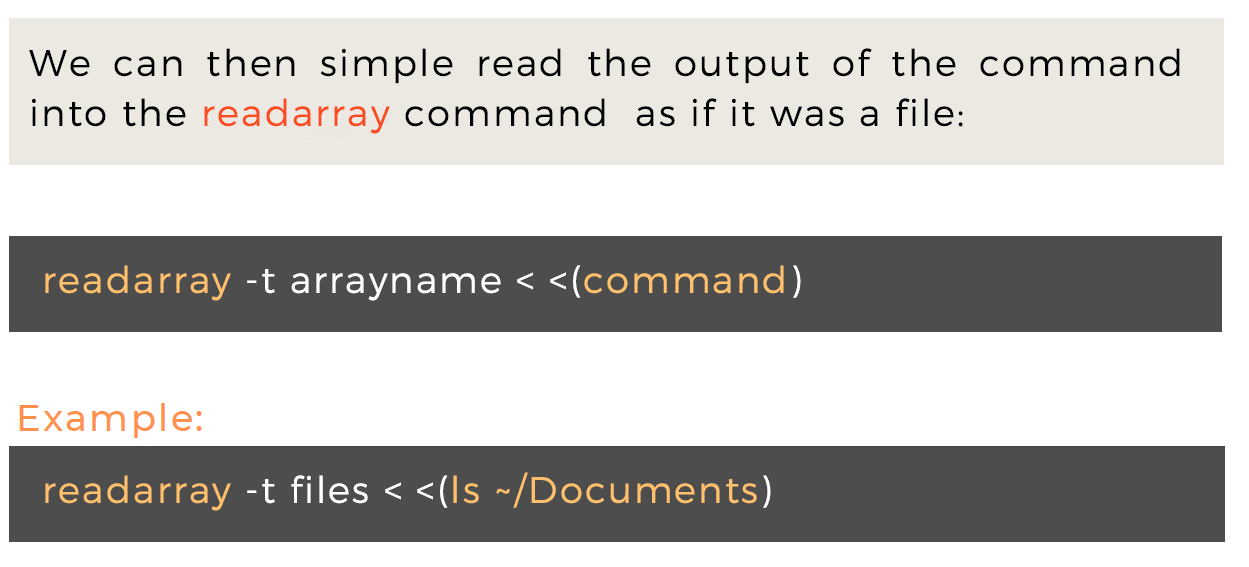 We can then simple read the output of the command
into the readarray command as if it was a file:
readarray -t arrayname < <(command)
Example:
readarray -t files < <(ls ~/Documents)